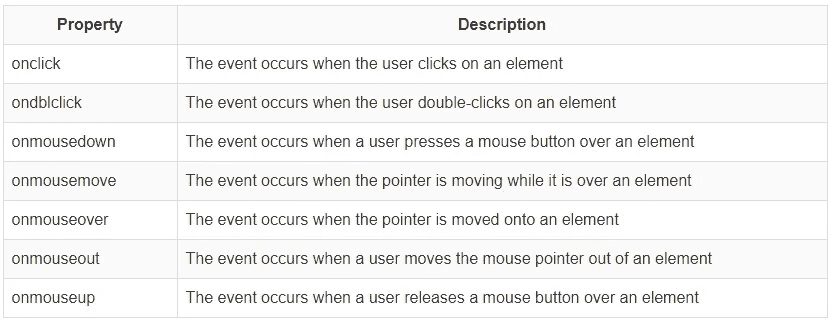 Property Description
onclick The event occurs when the user clicks on an element
ondblclick The event occurs when the user double-clicks on an element
onmousedown The event occurs when a user presses a mouse button over an element
onmousemove The event occurs when the pointer is moving while it is over an element
onmouseover The event occurs when the pointer is moved onto an element
onmouseout The event occurs when a user moves the mouse pointer out of an element
onmouseup The event occurs when a user releases a mouse button over an element